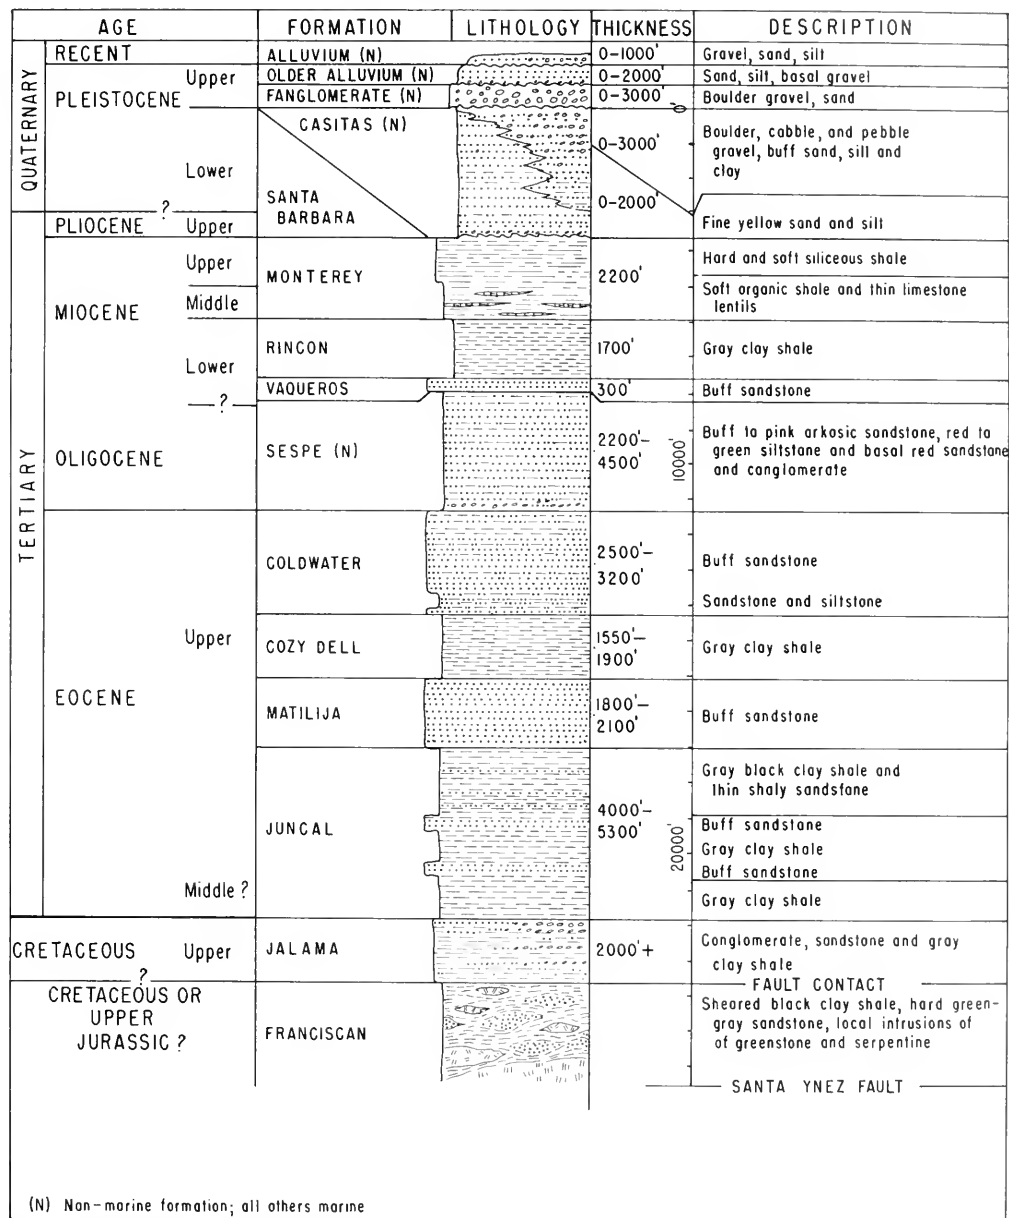 AGE FORMATION LITHOLOGY THICKNESS DESCRIPTION
QUATERNARY
RECENT ALLUVIUM (N) 0-1000' Gravel, sand, silt
PLEISTOCENE Upper OLDER ALLUVIUM (N) 0-2000' Sand, silt, basal gravel
FANGLOMERATE (N) 0-3000' Boulder gravel, sand
0
CASITAS (N) 0-3000' Boulder, cabble, and pebble
gravel, buff sand, sill and
clay
Lower SANTA
BARBARA 0-2000' Fine yellow sand and silt
?
TERTIARY
PLIOCENE Upper
MIOCENE Upper MONTEREY 2200' Hard and soft siliceous shale
Middle Soft organic shale and thin limestone
lentils
Lower RINCON 1700' Gray clay shale
VAQUEROS 300' Buff sandstone
?
OLIGOCENE SESPE (N) 2200'-
4500' Buff to pink arkosic sandstone, red to
green siltstone and basal red sandstone
and conglomerate
10000'
EOCENE Upper COLDWATER 2500'-
3200' Buff sandstone
Sandstone and siltstone
COZY DELL 1550'-
1900' Gray clay shale
MATILIJA 1800'-
2100' Buff sandstone
JUNCAL 4000'-
5300' Gray black clay shale and
thin shaly sandstone
Buff sandstane
Gray clay shale
Buff sandstone
20000'
Middle ? Gray clay shale
CRETACEOUS Upper JALAMA 2000'+ Conglomerate, sandstone and gray
clay shale
? FAULT CONTACT
CRETACEOUS OR
UPPER
JURASSIC ? FRANCISCAN Sheared black clay shale, hard green-
gray sandstone, local intrusions of
of greenstone and serpentine
SANTA YNEZ FAULT
(N) Non-marine formation; all others marine